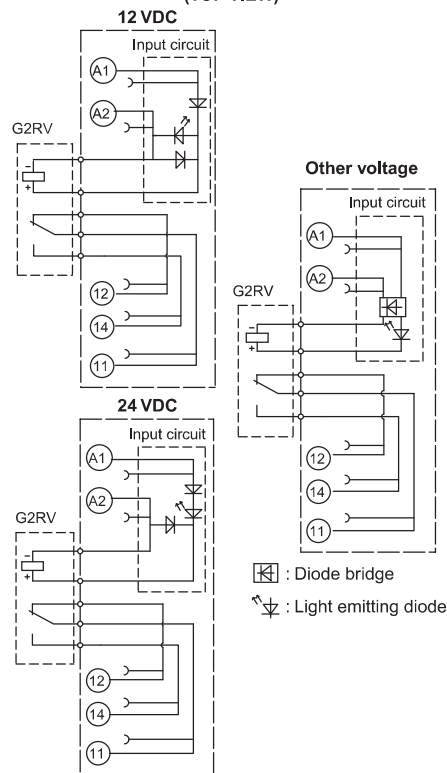 12 VDC
Input circuit
A1
A2
G2RV
−
+
12
14
11
24 VDC
Input circuit
A1
A2
G2RV
−
+
12
14
11
Other voltage
Input circuit
A1
A2
G2RV
−
+
12
14
11
: Diode bridge
: Light emitting diode